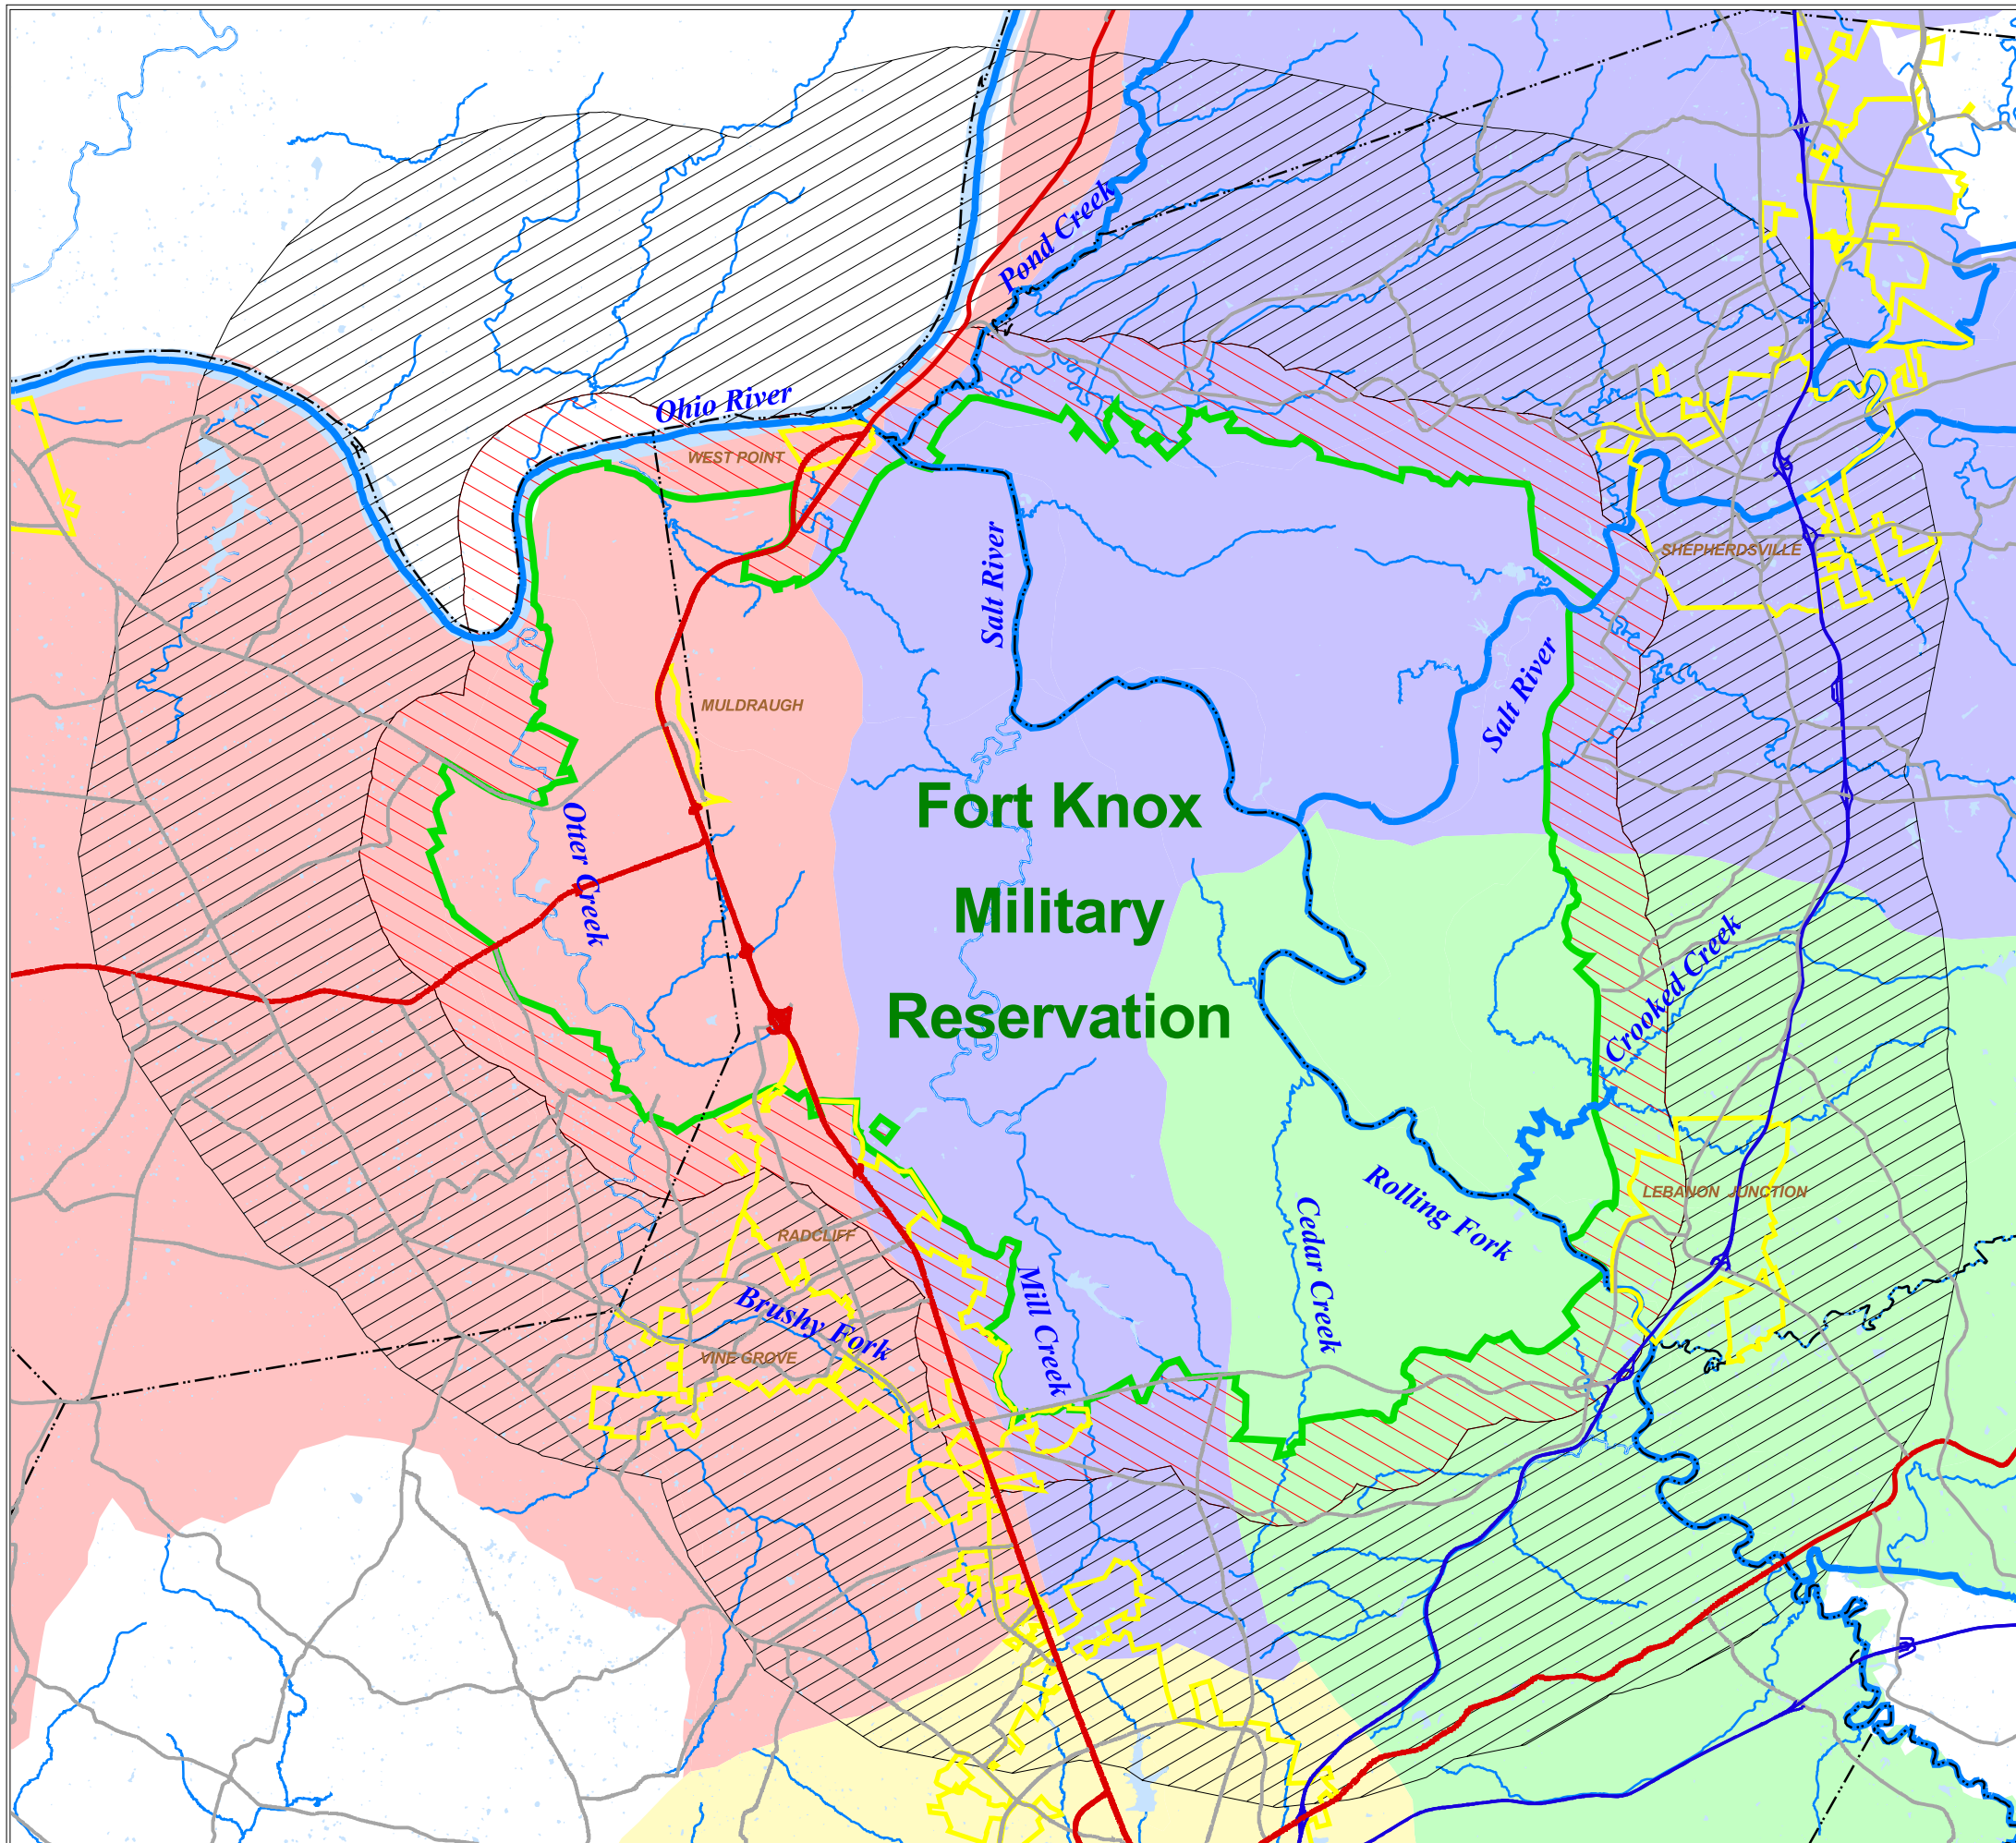 Pond Creek
Ohio River
WEST POINT
SHEPHERDSVILLE
Salt River
Salt River
MULDRAUGH
Fort Knox
Military
Reservation
Otter Creek
Crooked Creek
Rolling Fork
LEBANON JUNCTION
Cedar Creek
RADCLIFF
Mill Creek
Brushy Fork
VINE GROVE